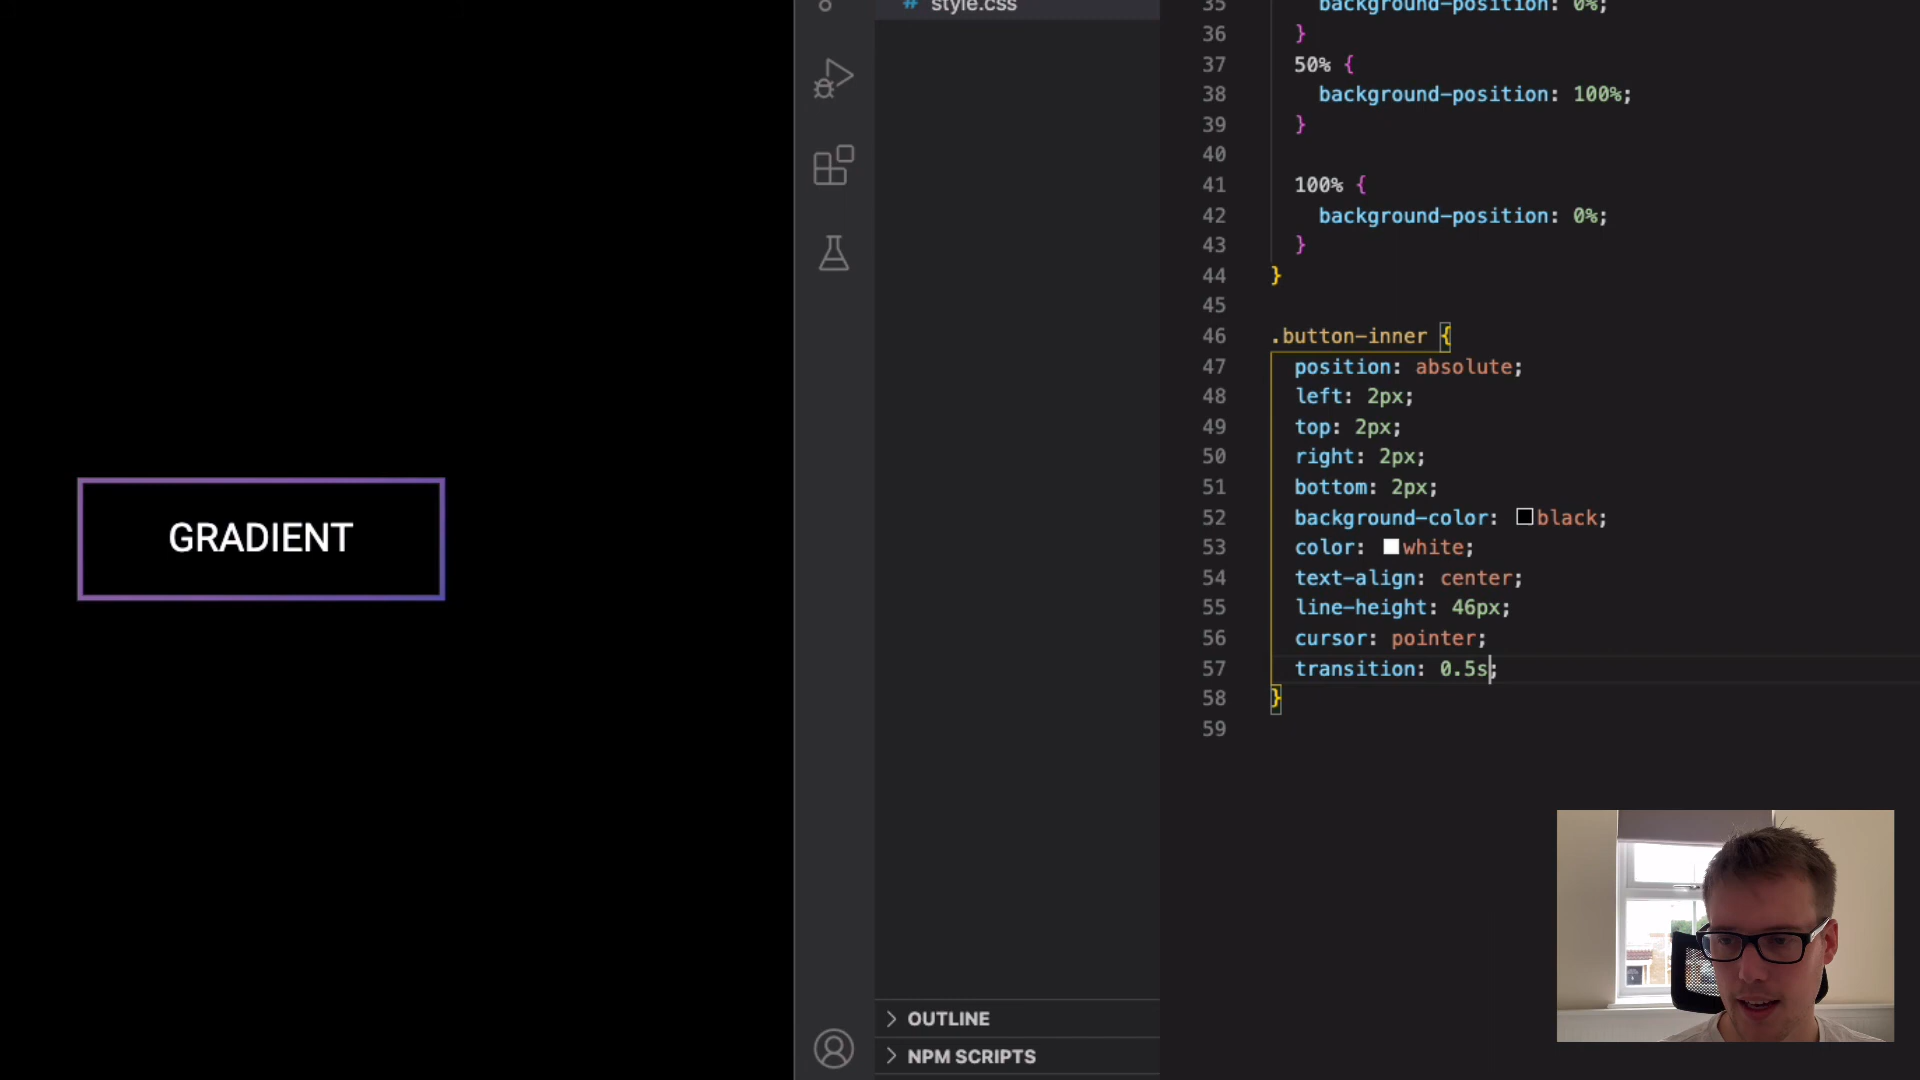 GRADIENT
style.css
OUTLINE
NPM SCRIPTS
35 background-position: 0%;
36 }
37 50% {
38 background-position: 100%;
39 }
40
41 100% {
42 background-position: 0%;
43 }
44 }
45
46 .button-inner {
47 position: absolute;
48 left: 2px;
49 top: 2px;
50 right: 2px;
51 bottom: 2px;
52 background-color: black;
53 color: white;
54 text-align: center;
55 line-height: 46px;
56 cursor: pointer;
57 transition: 0.5s;
58 }
59